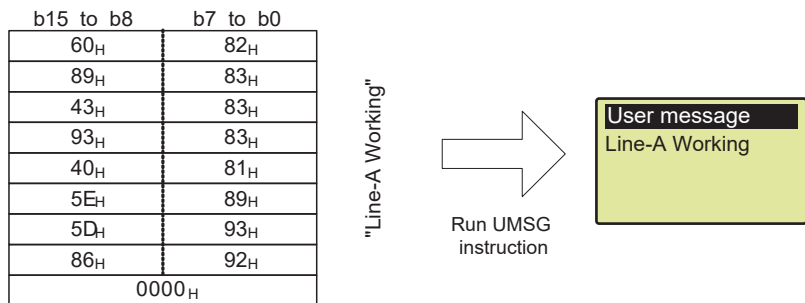 b15 to b8 b7 to b0
60H 82H
89H 83H
43H 83H
93H 83H
40H 81H
5EH 89H
5DH 93H
86H 92H
0000H
"Line-A Working"
Run UMSG
instruction
User message
Line-A Working